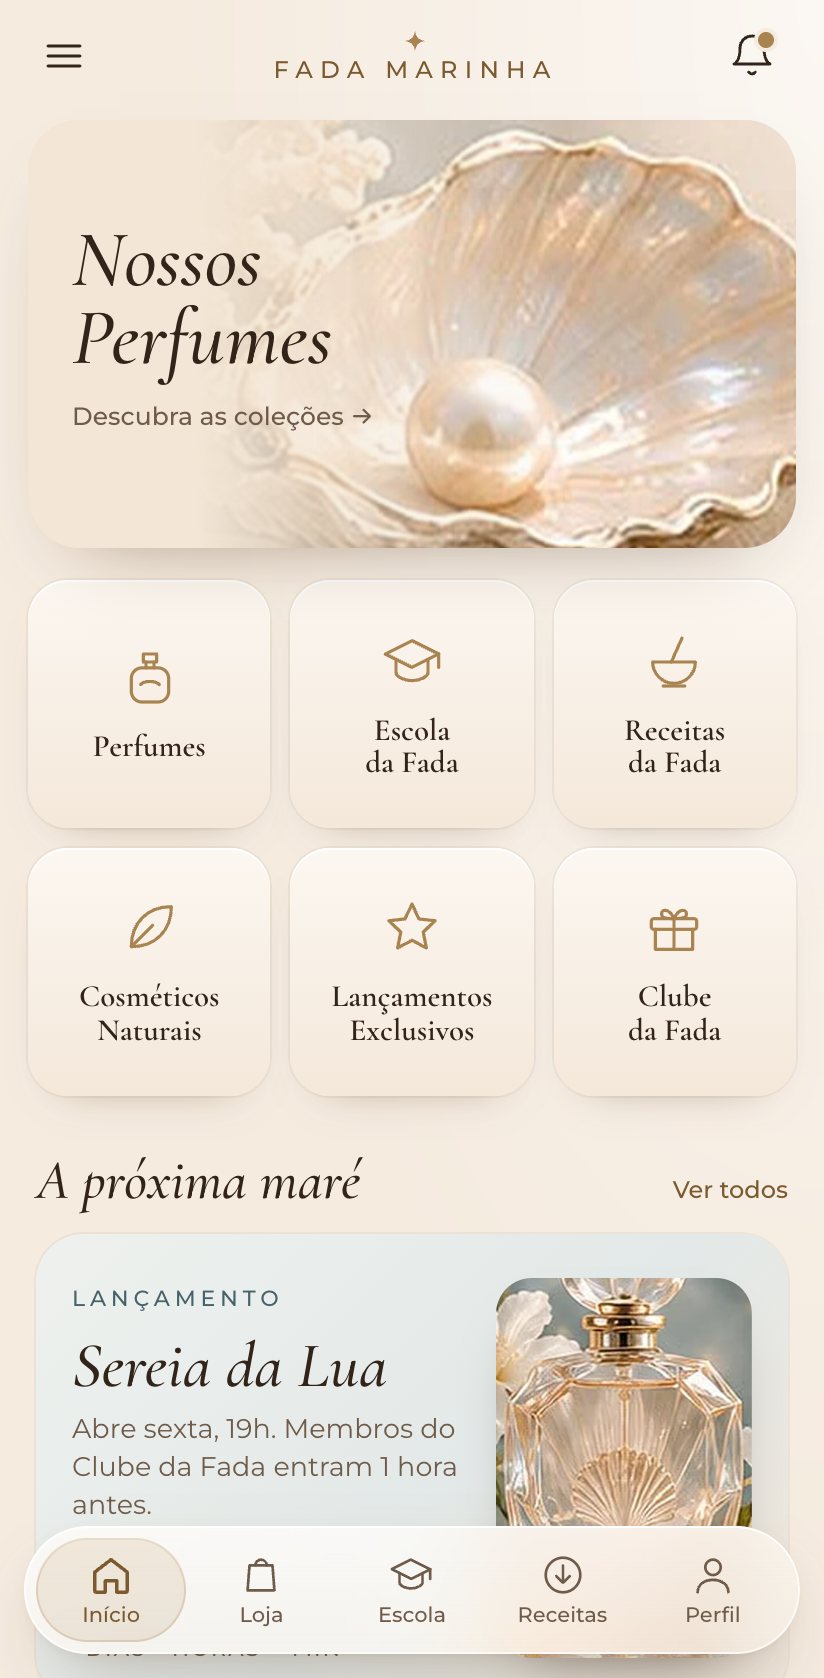 FADA MARINHA
Nossos
Perfumes
Descubra as coleções →
Perfumes
Escola
da Fada
Receitas
da Fada
Cosméticos
Naturais
Lançamentos
Exclusivos
Clube
da Fada
A próxima maré
Ver todos
LANÇAMENTO
Sereia da Lua
Abre sexta, 19h. Membros do
Clube da Fada entram 1 hora
antes.
Início
Loja
Escola
Receitas
Perfil